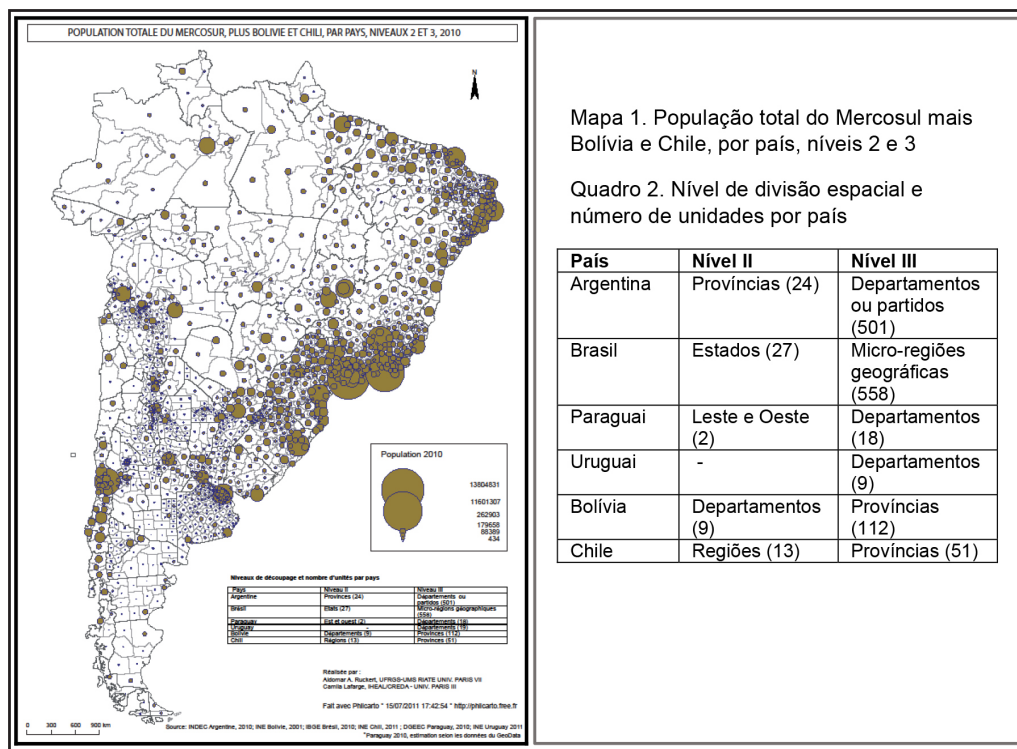 POPULATION TOTALE DU MERCOSUR, PLUS BOLIVIE ET CHILI, PAR PAYS, NIVEAUX 2 ET 3, 2010
N
Population 2010
13804831
11601307
262903
179658
88389
434
Niveaux de découpage et nombre d'unités par pays
Pays Niveau II Niveau III
Argentine Provinces (24) Départements ou
partidos (501)
Brésil Etats (27) Micro-régions géographiques
(558)
Paraguay Est et ouest (2) Départements (18)
Uruguay - Départements (19)
Bolivie Départements (9) Provinces (112)
Chili Régions (13) Provinces (51)
Réalisée par :
Aldomar A. Ruckert, UFRGS-UMS RIATE UNIV. PARIS VII
Camila Lafarge, IHEAL/CREDA - UNIV. PARIS III
Fait avec Philcarto * 15/07/2011 17:42:54 * http://philcarto.free.fr
0 300 600 900 km
Source: INDEC Argentine, 2010; INE Bolivie, 2001; IBGE Brésil, 2010; INE Chili, 2011 ; DGEEC Paraguay, 2010; INE Uruguay 2011
*Paraguay 2010, estimation selon les données du GeoData
Mapa 1. População total do Mercosul mais
Bolívia e Chile, por país, níveis 2 e 3
Quadro 2. Nível de divisão espacial e
número de unidades por país
País Nível II Nível III
Argentina Províncias (24) Departamentos
ou partidos
(501)
Brasil Estados (27) Micro-regiões
geográficas
(558)
Paraguai Leste e Oeste Departamentos
(2) (18)
Uruguai - Departamentos
(9)
Bolívia Departamentos Províncias
(9) (112)
Chile Regiões (13) Províncias (51)